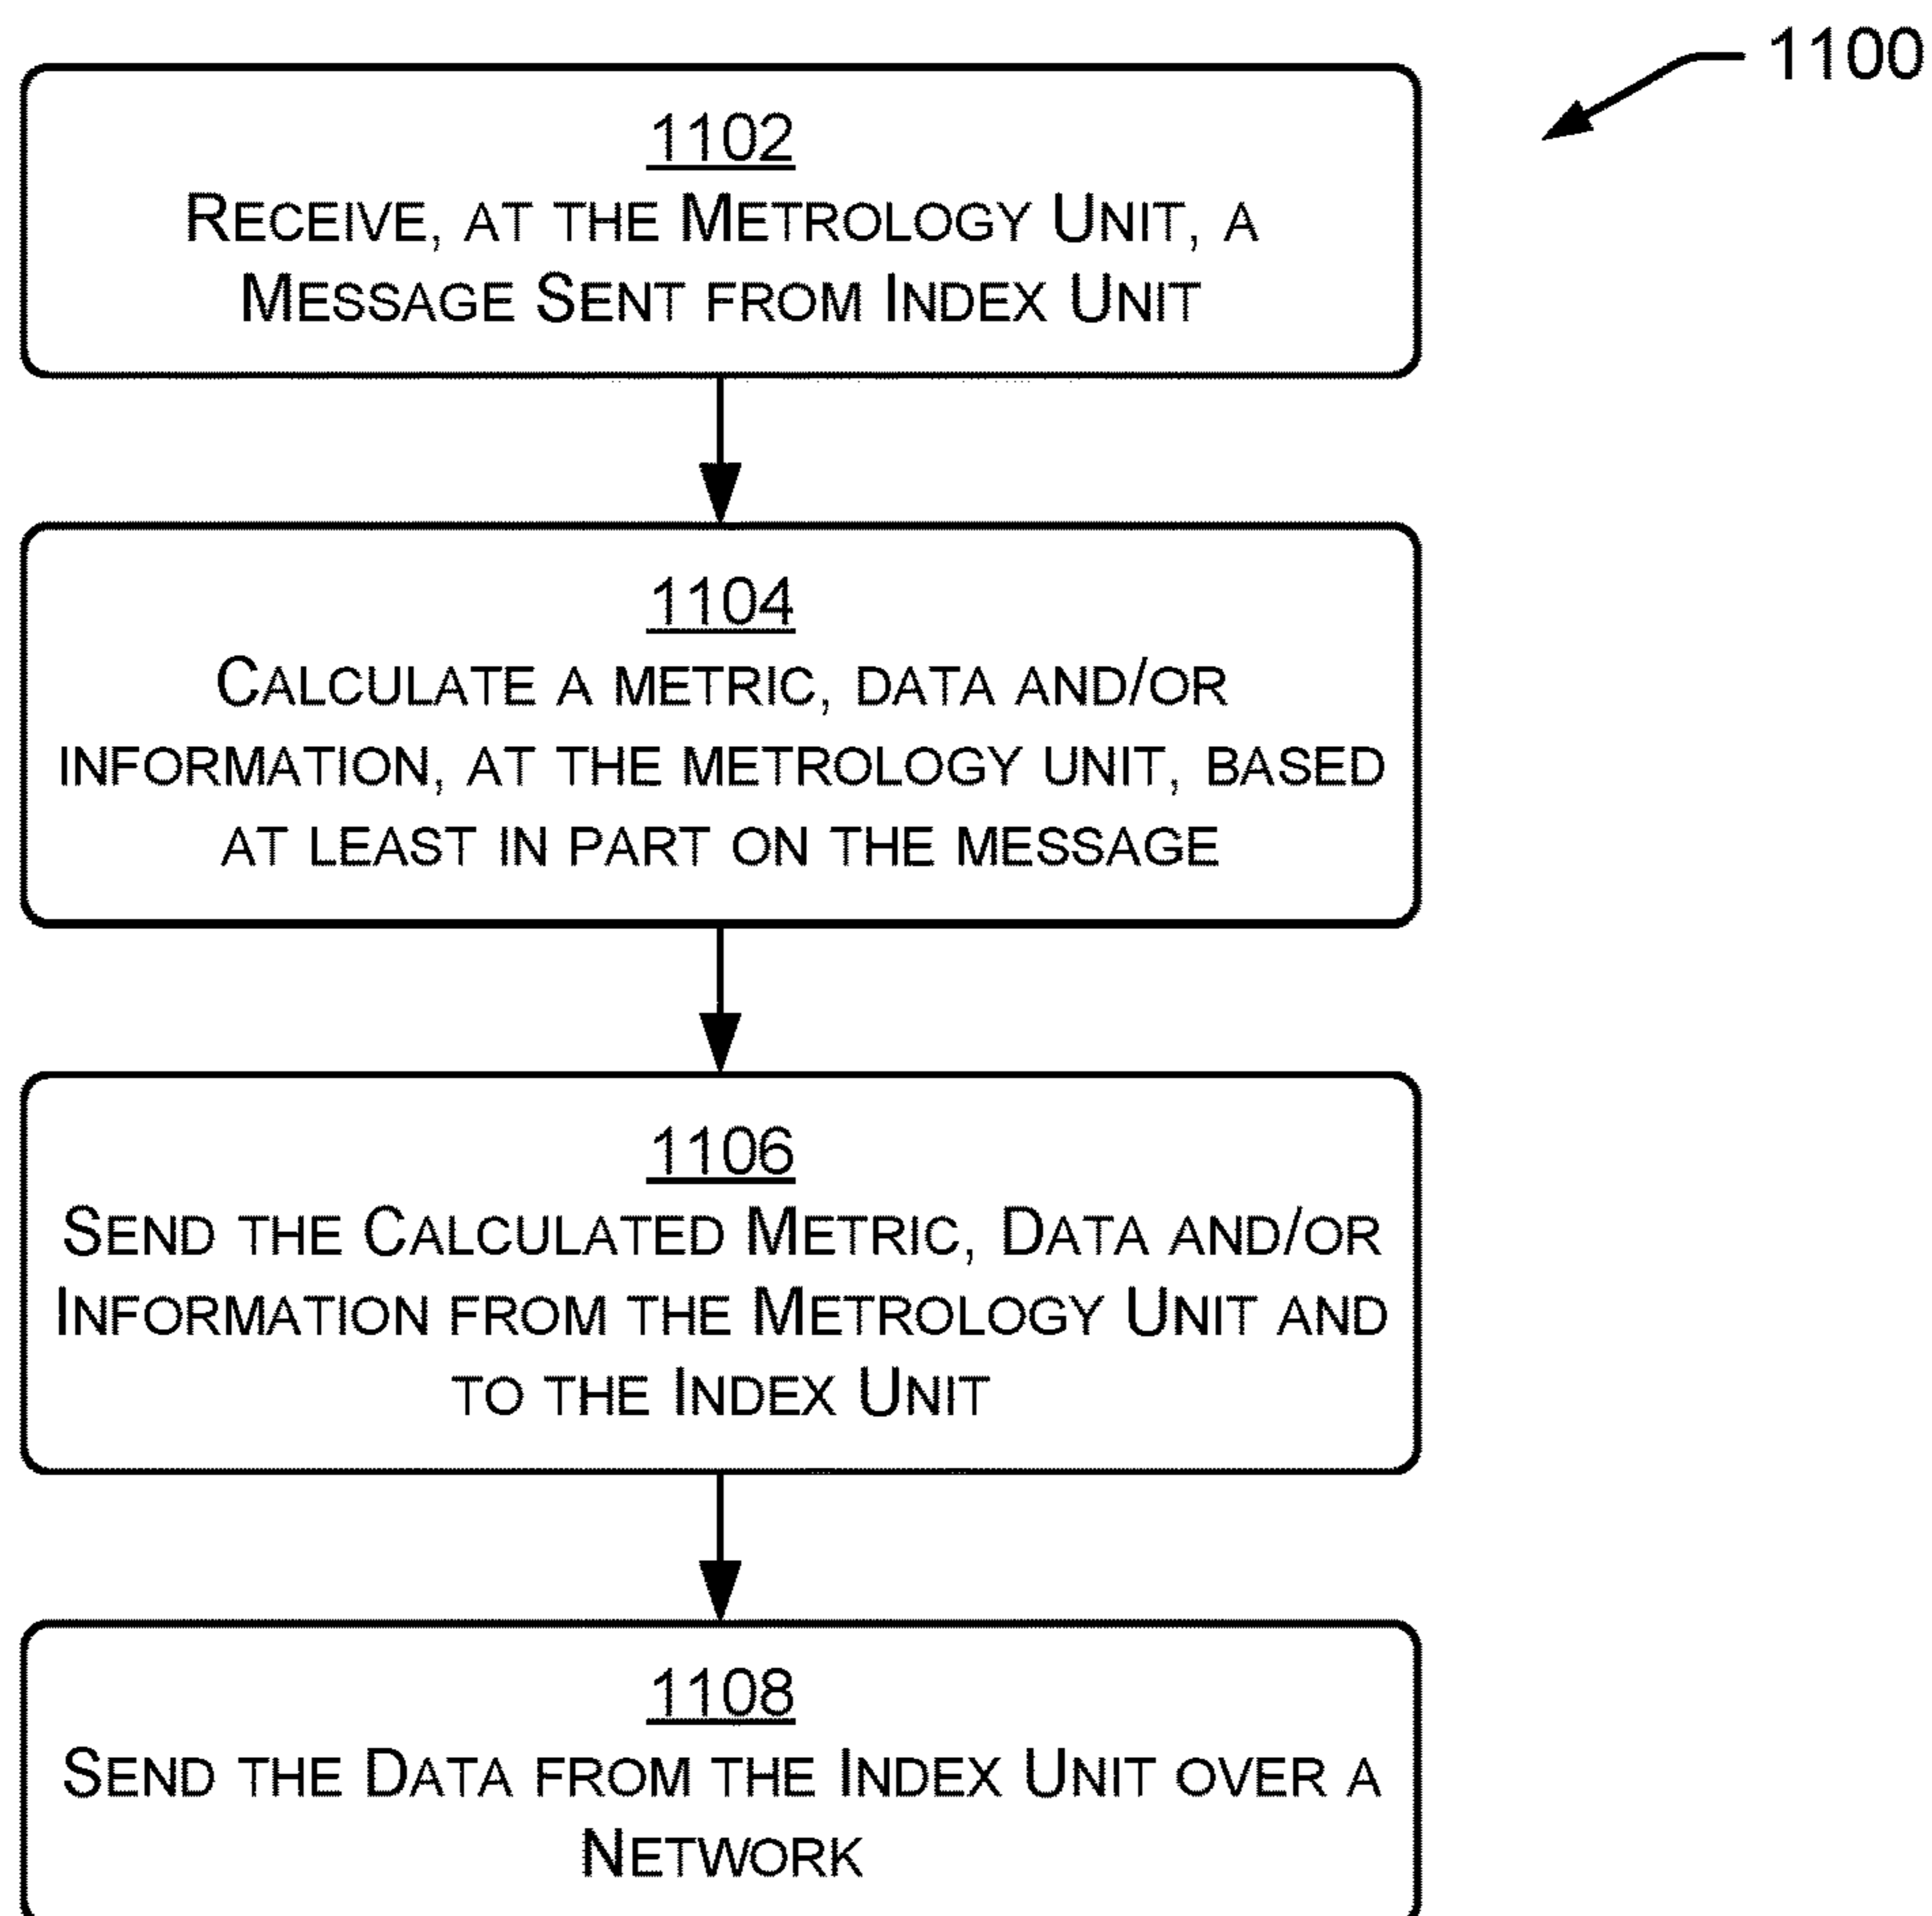 1100
1102
Receive, at the Metrology Unit, a
Message Sent from Index Unit
1104
Calculate a metric, data and/or
information, at the metrology unit, based
at least in part on the message
1106
Send the Calculated Metric, Data and/or
Information from the Metrology Unit and
to the Index Unit
1108
Send the Data from the Index Unit over a
Network